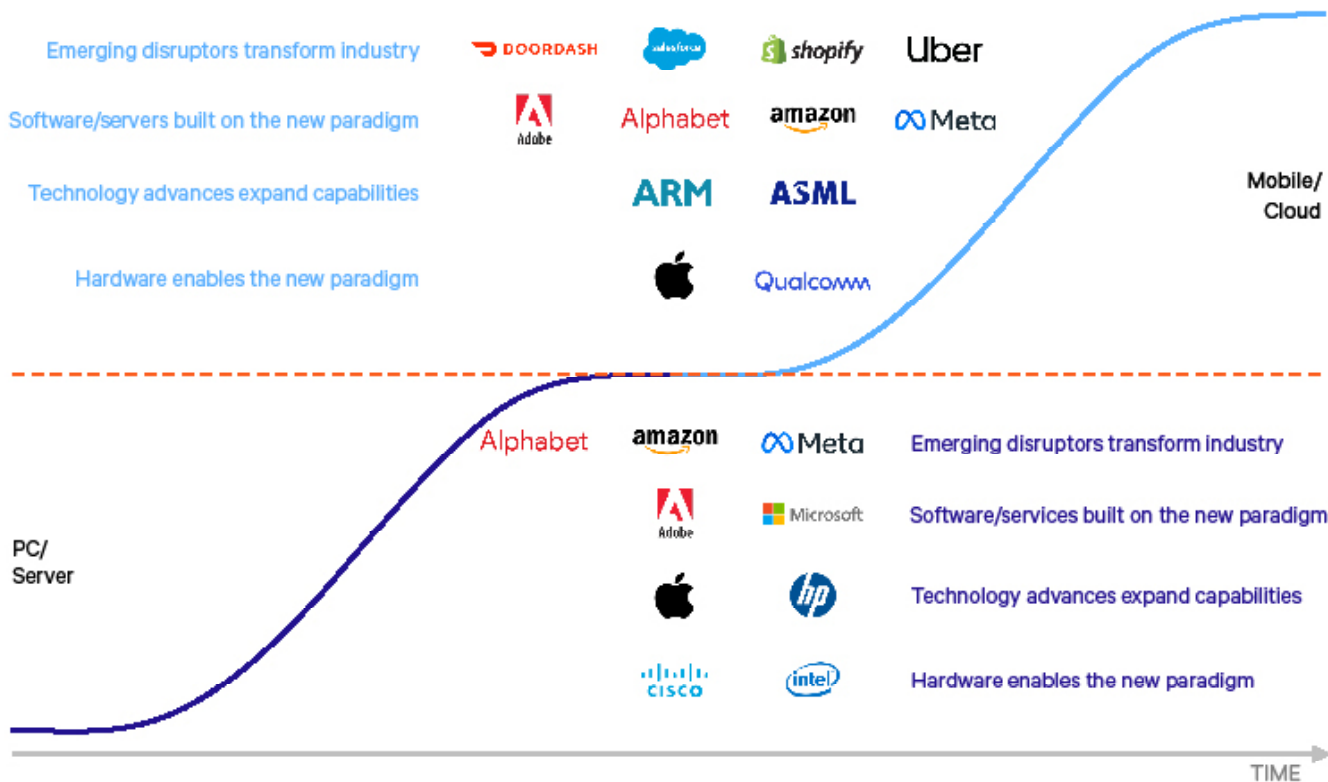 Emerging disruptors transform industry DOORDASH salesforce shopify Uber
Software/servers built on the new paradigm Adobe Alphabet amazon Meta
Technology advances expand capabilities ARM ASML
Mobile/
Cloud
Hardware enables the new paradigm Qualcomm
Alphabet amazon Meta Emerging disruptors transform industry
Adobe Microsoft Software/services built on the new paradigm
PC/
Server
hp Technology advances expand capabilities
CISCO intel Hardware enables the new paradigm
TIME